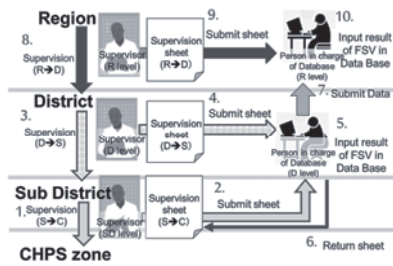 Region
8.
Supervision
(R→D)
Supervisor
(R level)
Supervision
sheet
(R→D)
9.
Submit sheet
10.
Input result
of FSV in
Data Base
Person in charge
of Database
(R level)
7. Submit Data
District
3.
Supervision
(D→S)
Supervisor
(D level)
Supervision
sheet
(D→S)
4.
Submit sheet
5.
Input result
of FSV in
Data Base
Person in charge
of Database
(D level)
Sub District
1.
Supervision
(S→C)
Supervisor
(SD level)
Supervision
sheet
(S→C)
2.
Submit sheet
6.
Return sheet
CHPS zone